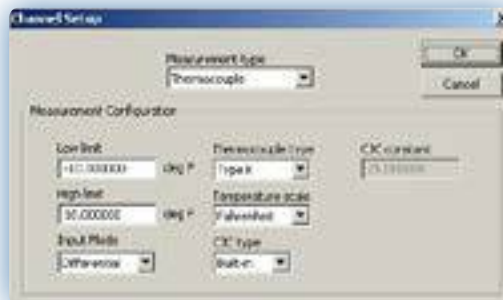 Channel Setup
Measurement type
Thermocouple
Ok
Cancel
Measurement Configuration
Low limit
deg F
Thermocouple type
Type K
CJC constant
High limit
deg F
Temperature scale
Fahrenheit
Input Mode
Differential
CJC type
Built-in